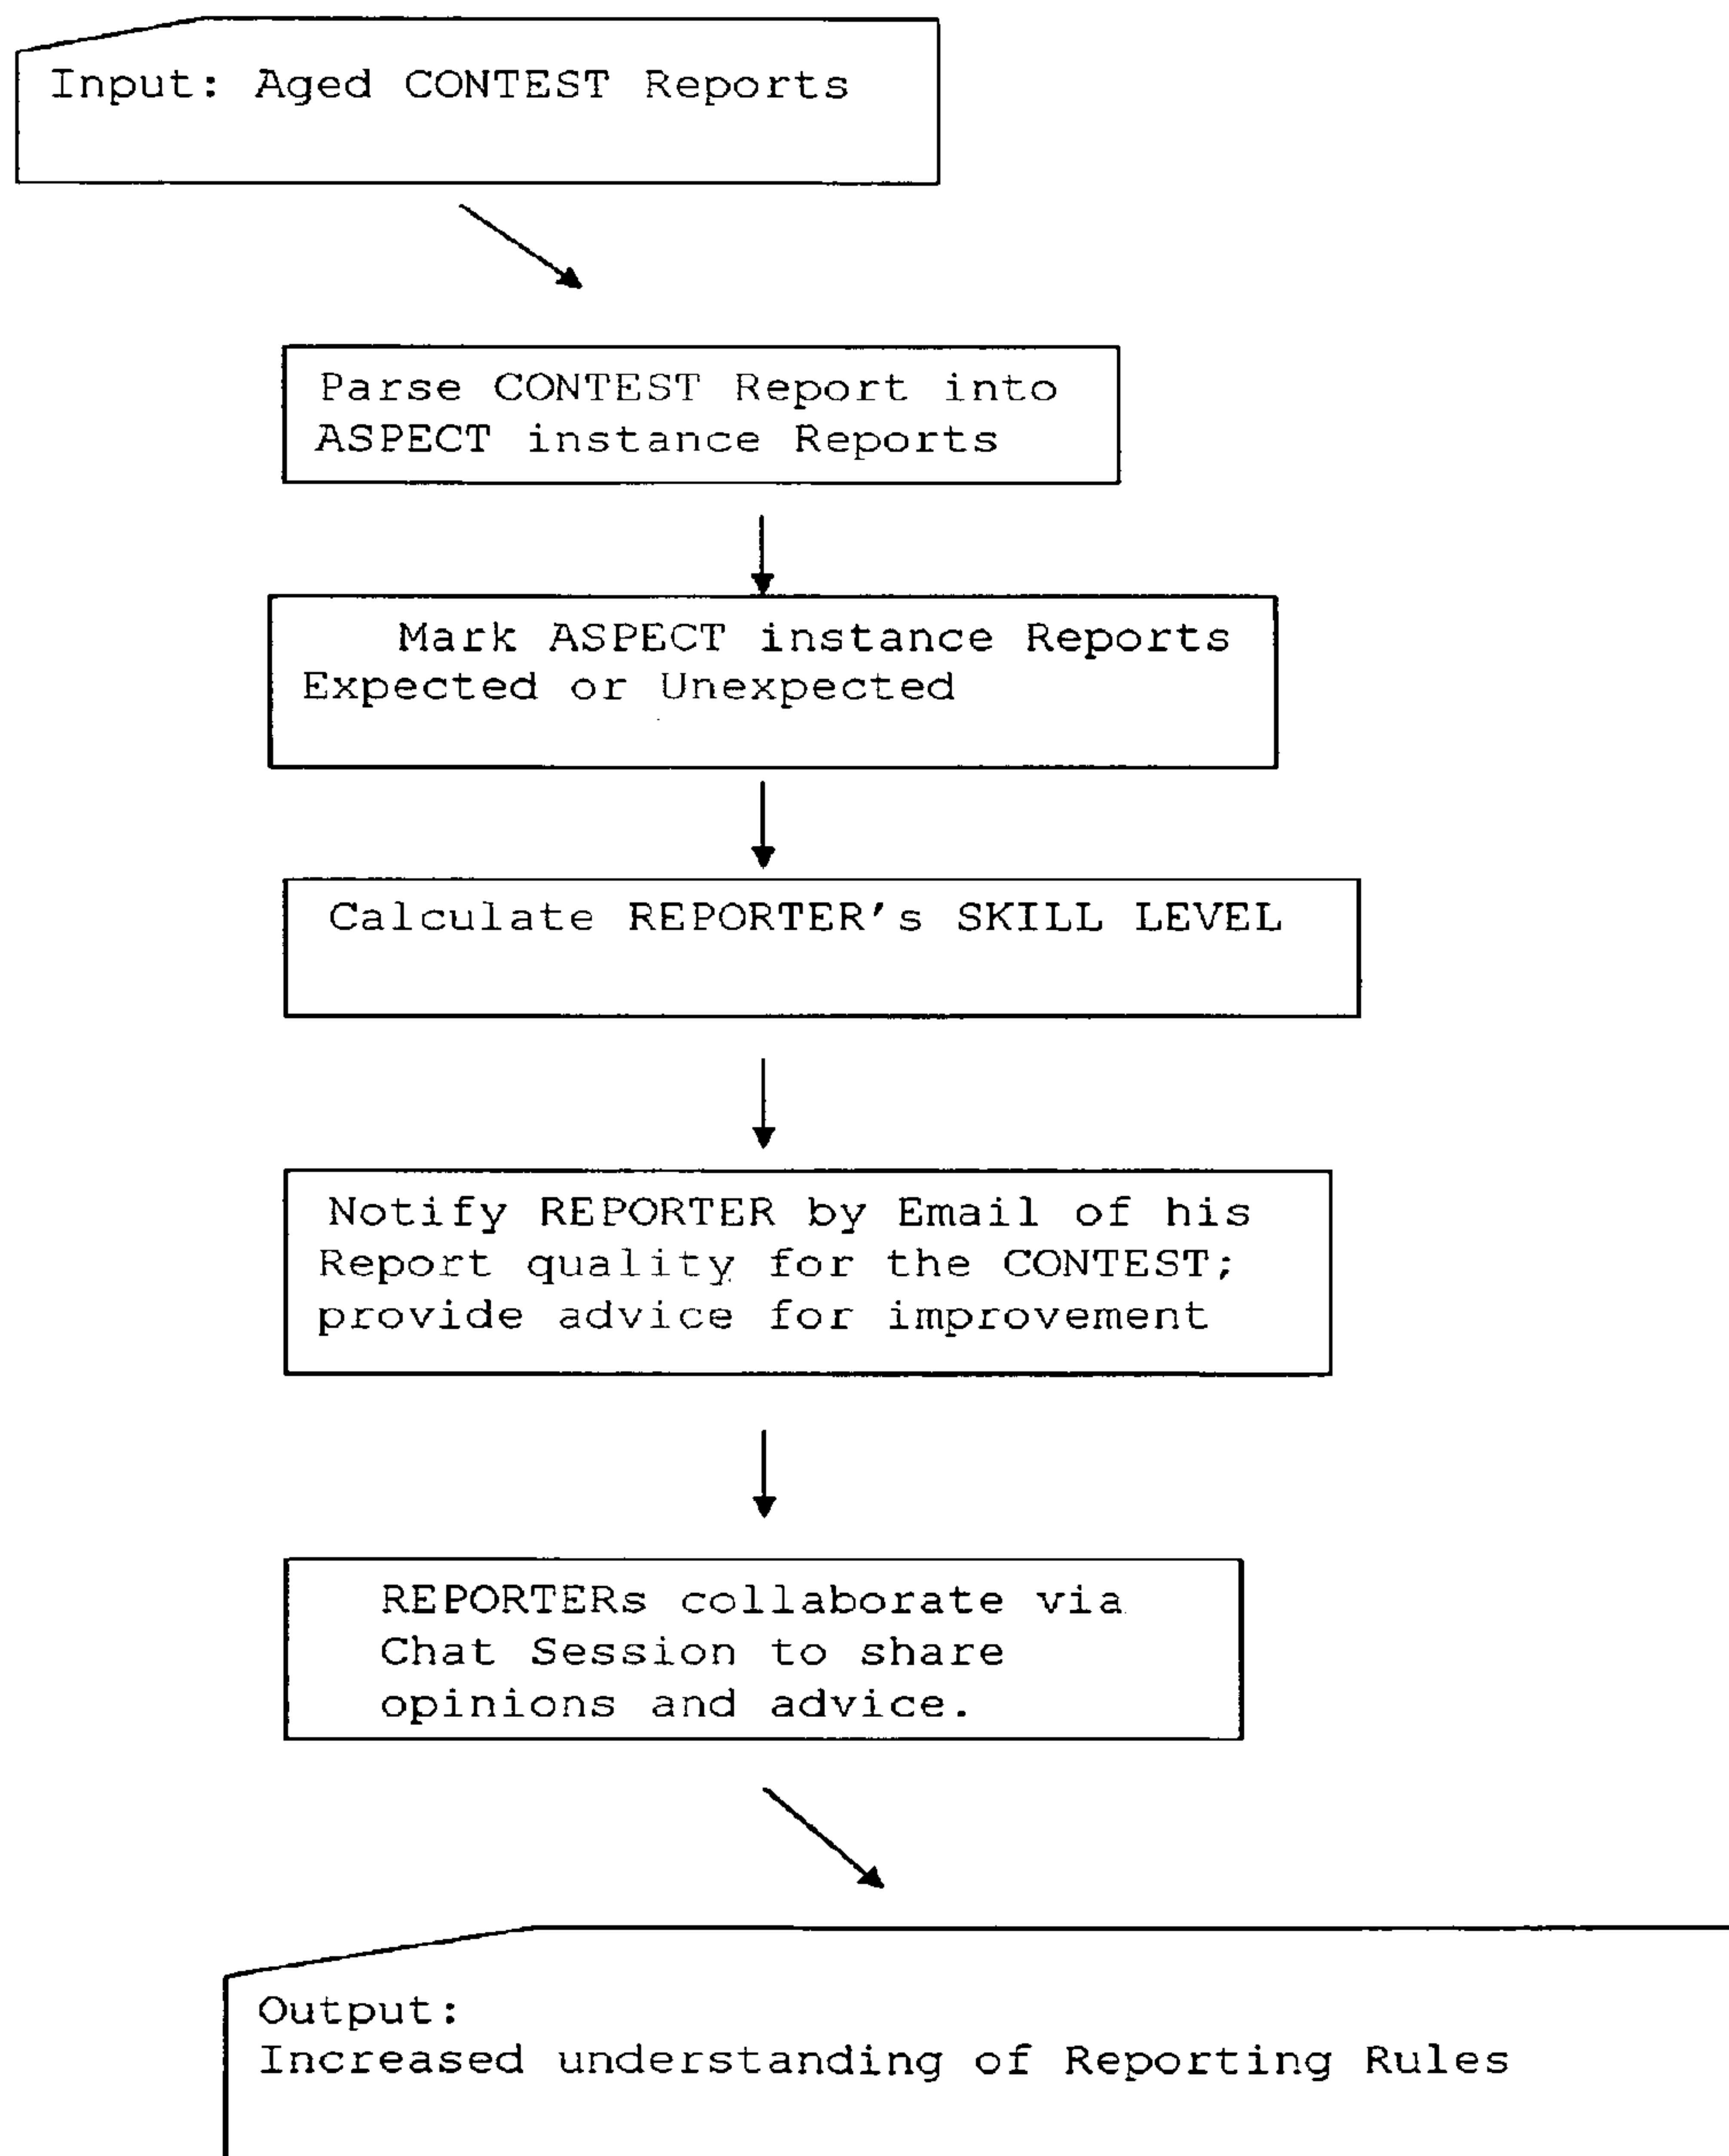 Input: Aged CONTEST Reports
Parse CONTEST Report into
ASPECT instance Reports
Mark ASPECT instance Reports
Expected or Unexpected
Calculate REPORTER's SKILL LEVEL
Notify REPORTER by Email of his
Report quality for the CONTEST;
provide advice for improvement
REPORTERs collaborate via
Chat Session to share
opinions and advice.
Output:
Increased understanding of Reporting Rules